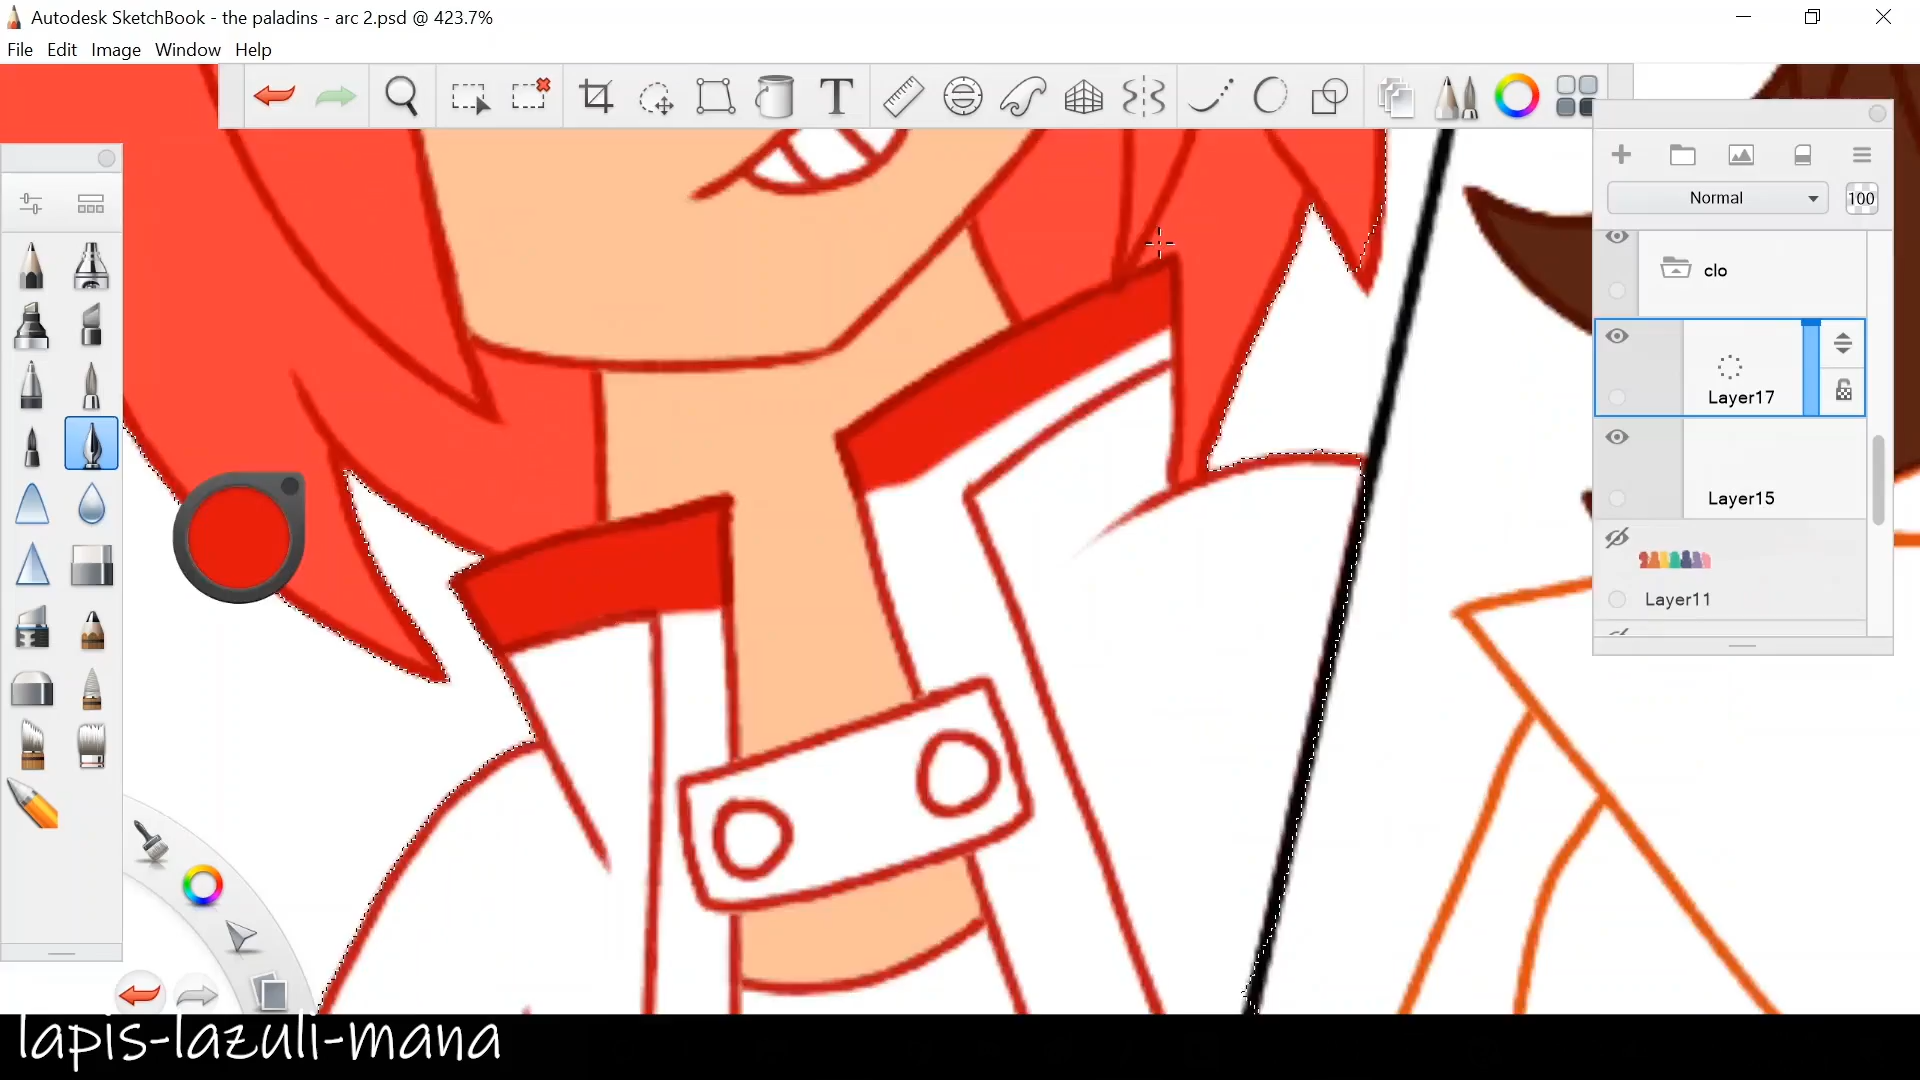 Autodesk SketchBook - the paladins - arc 2.psd @ 423.7%
File Edit Image Window Help
T
Normal 100
clo
Layer17
Layer15
Layer11
lapis-lazuli-mana